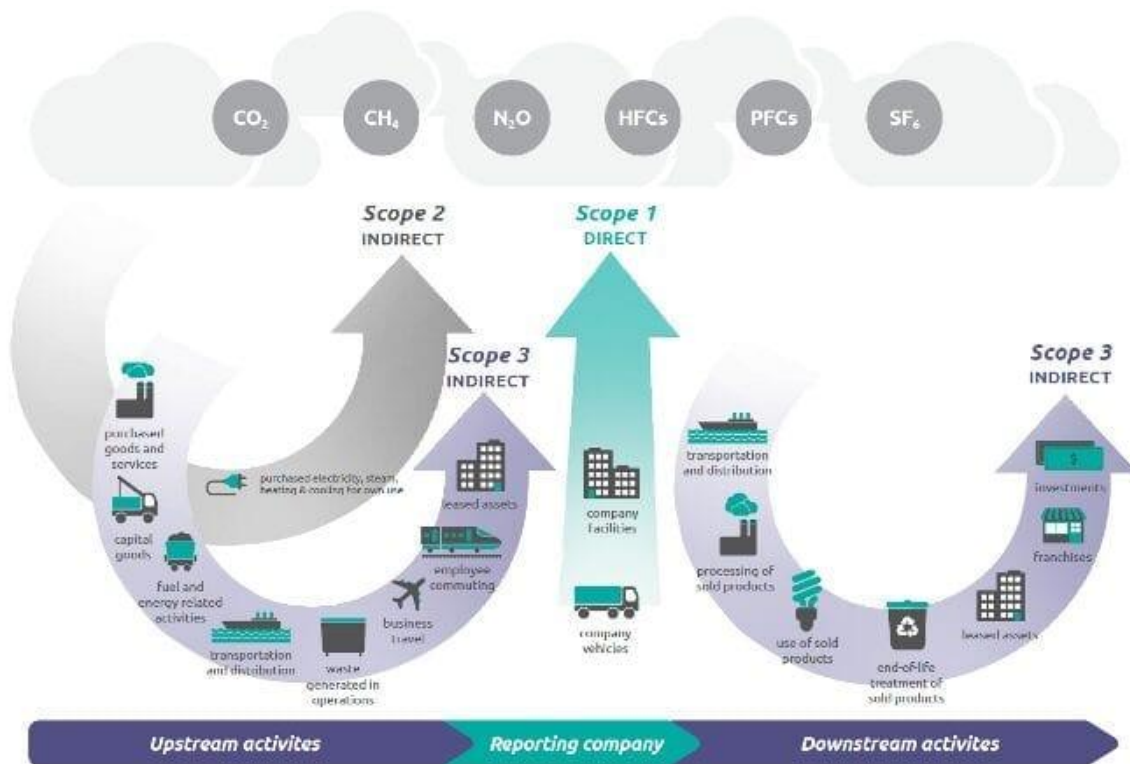 CO₂ CH₄ N₂O HFCs PFCs SF₆
Scope 2
INDIRECT
Scope 1
DIRECT
Scope 3
INDIRECT
Scope 3
INDIRECT
purchased
goods and
services
capital
goods
fuel and
energy related
activities
transportation
and distribution
waste
generated in
operations
business
travel
employee
commuting
leased assets
purchased electricity, steam,
heating & cooling for own use
company
facilities
company
vehicles
transportation
and distribution
processing of
sold products
use of sold
products
end-of-life
treatment of
sold products
leased assets
franchises
$
investments
Upstream activites
Reporting company
Downstream activites